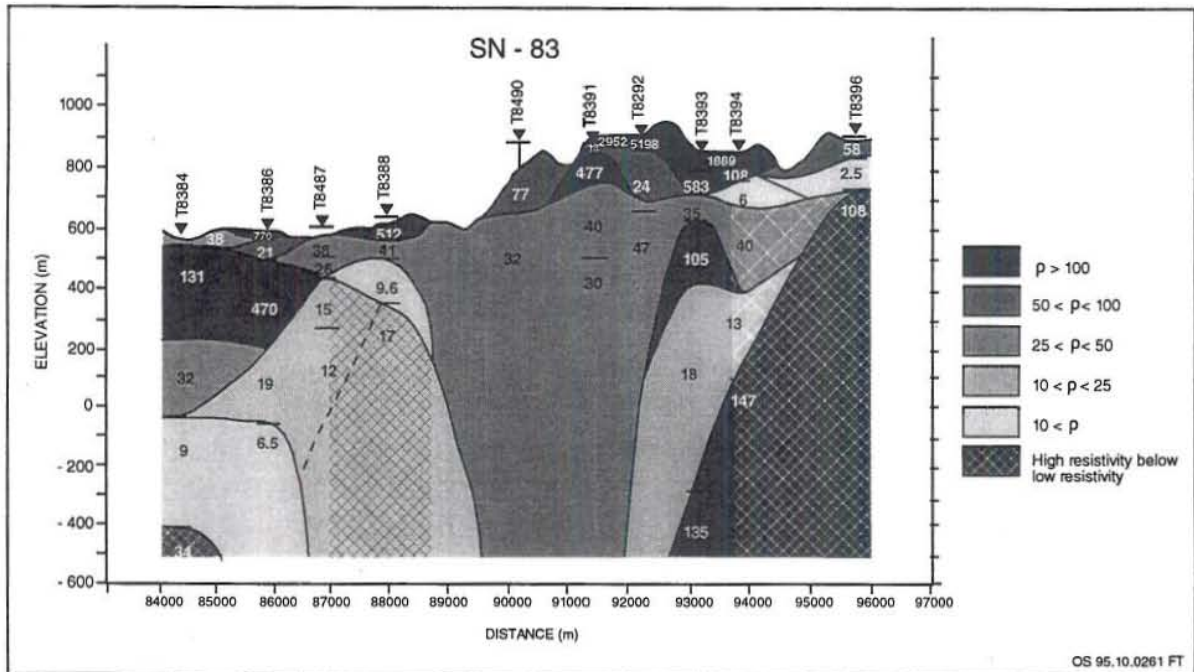 SN - 83
T8384
T8386
T8487
T8388
T8490
T8391
T8292
T8393
T8394
T8396
ELEVATION (m)
1000
800
600
400
200
0
- 200
- 400
- 600
38
770
21
36
26
512
41
131
470
15
9.6
17
32
19
12
9
6.5
34
77
32
2952
5198
477
24
40
47
30
1889
108
583
35
6
105
40
13
18
147
135
58
2.5
108
ρ > 100
50 < ρ < 100
25 < ρ < 50
10 < ρ < 25
10 < ρ
High resistivity below
low resistivity
84000 85000 86000 87000 88000 89000 90000 91000 92000 93000 94000 95000 96000 97000
DISTANCE (m)
OS 95.10.0261 FT